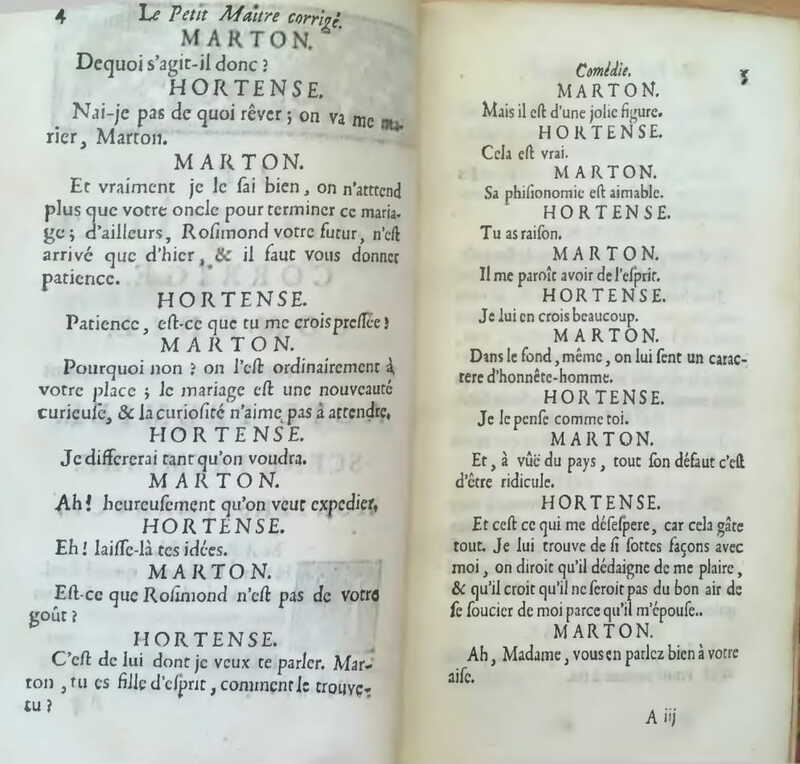 4 Le Petit Maître corrigé.
MARTON.
Dequoi s'agit-il donc ?
HORTENSE.
Nai-je pas de quoi rêver ; on va me ma-
rier, Marton.
MARTON.
Et vraiment je le ſai bien, on n'atttend
plus que votre oncle pour terminer ce maria-
ge ; d'ailleurs, Roſimond votre futur, n'eſt
arrivé que d'hier, & il faut vous donner
patience.
HORTENSE.
Patience, eſt-ce que tu me crois preſſée ?
MARTON.
Pourquoi non ? on l'eſt ordinairement à
votre place ; le mariage eſt une nouveauté
curieuſe, & la curioſité n'aime pas à attendre,
HORTENSE.
Je differerai tant qu'on voudra.
MARTON.
Ah ! heureuſement qu'on veut expedier,
HORTENSE.
Eh ! laiſſe-là tes idées.
MARTON.
Eſt-ce que Roſimond n'eſt pas de votre
goût ?
HORTENSE.
C'eſt de lui dont je veux te parler. Mar-
ton , tu es fille d'eſprit , comment le trouve-
tu ?
Comédie. 5
MARTON.
Mais il eſt d'une jolie figure.
HORTENSE.
Cela eſt vrai.
MARTON.
Sa phiſionomie eſt aimable.
HORTENSE.
Tu as raiſon.
MARTON.
Il me paroît avoir de l'eſprit.
HORTENSE.
Je lui en crois beaucoup.
MARTON.
Dans le fond, même, on lui ſent un carac-
tere d'honnête-homme.
HORTENSE.
Je le penſe comme toi.
MARTON.
Et, à vûë du pays, tout ſon défaut c'eſt
d'être ridicule.
HORTENSE.
Et ceſt ce qui me déſeſpere, car cela gâte
tout. Je lui trouve de ſi ſottes façons avec
moi, on diroit qu'il dédaigne de me plaire,
& qu'il croit qu'il ne ſeroit pas du bon air de
ſe ſoucier de moi parce qu'il m'épouſe..
MARTON.
Ah, Madame, vous en parlez bien à votre
aiſe.
A iij